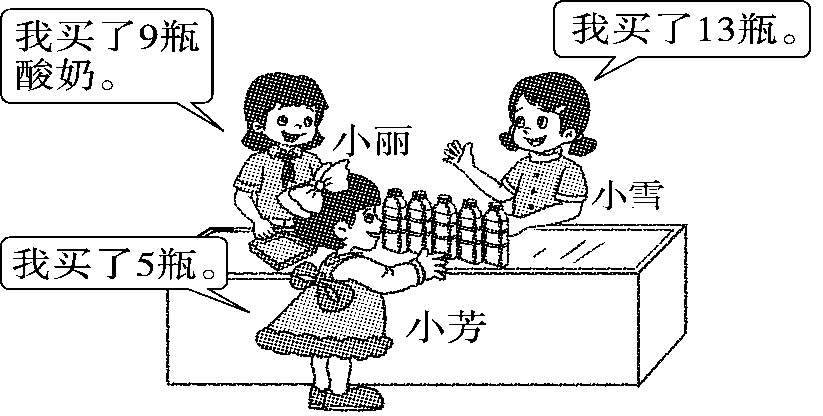 我买了9瓶
酸奶。
我买了13瓶。
小丽
小雪
我买了5瓶。
小芳